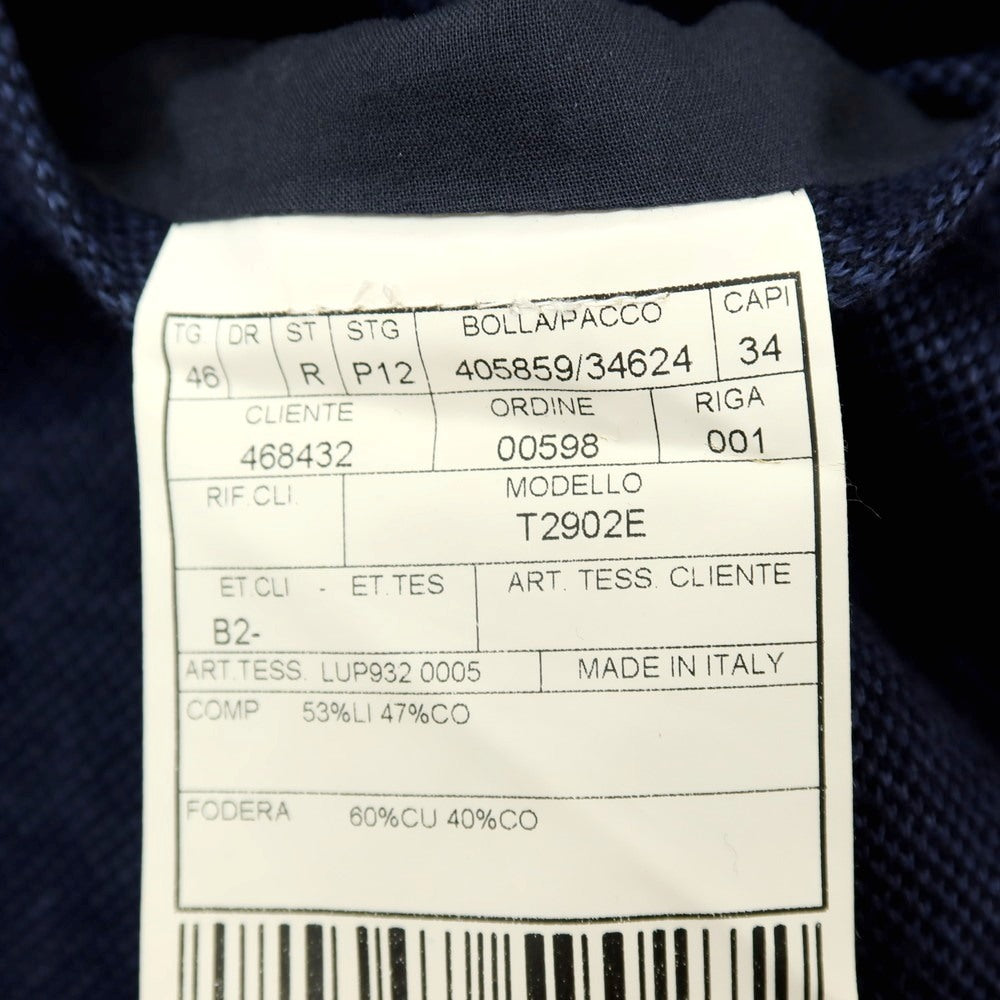 TG DR ST STG BOLLA/PACCO CAPI
46 R P12 405859/34624 34
CLIENTE ORDINE RIGA
468432 00598 001
RIF.CLI. MODELLO
T2902E
ET.CLI - ET.TES ART. TESS. CLIENTE
B2-
ART.TESS. LUP932 0005 MADE IN ITALY
COMP 53%LI 47%CO
FODERA 60%CU 40%CO